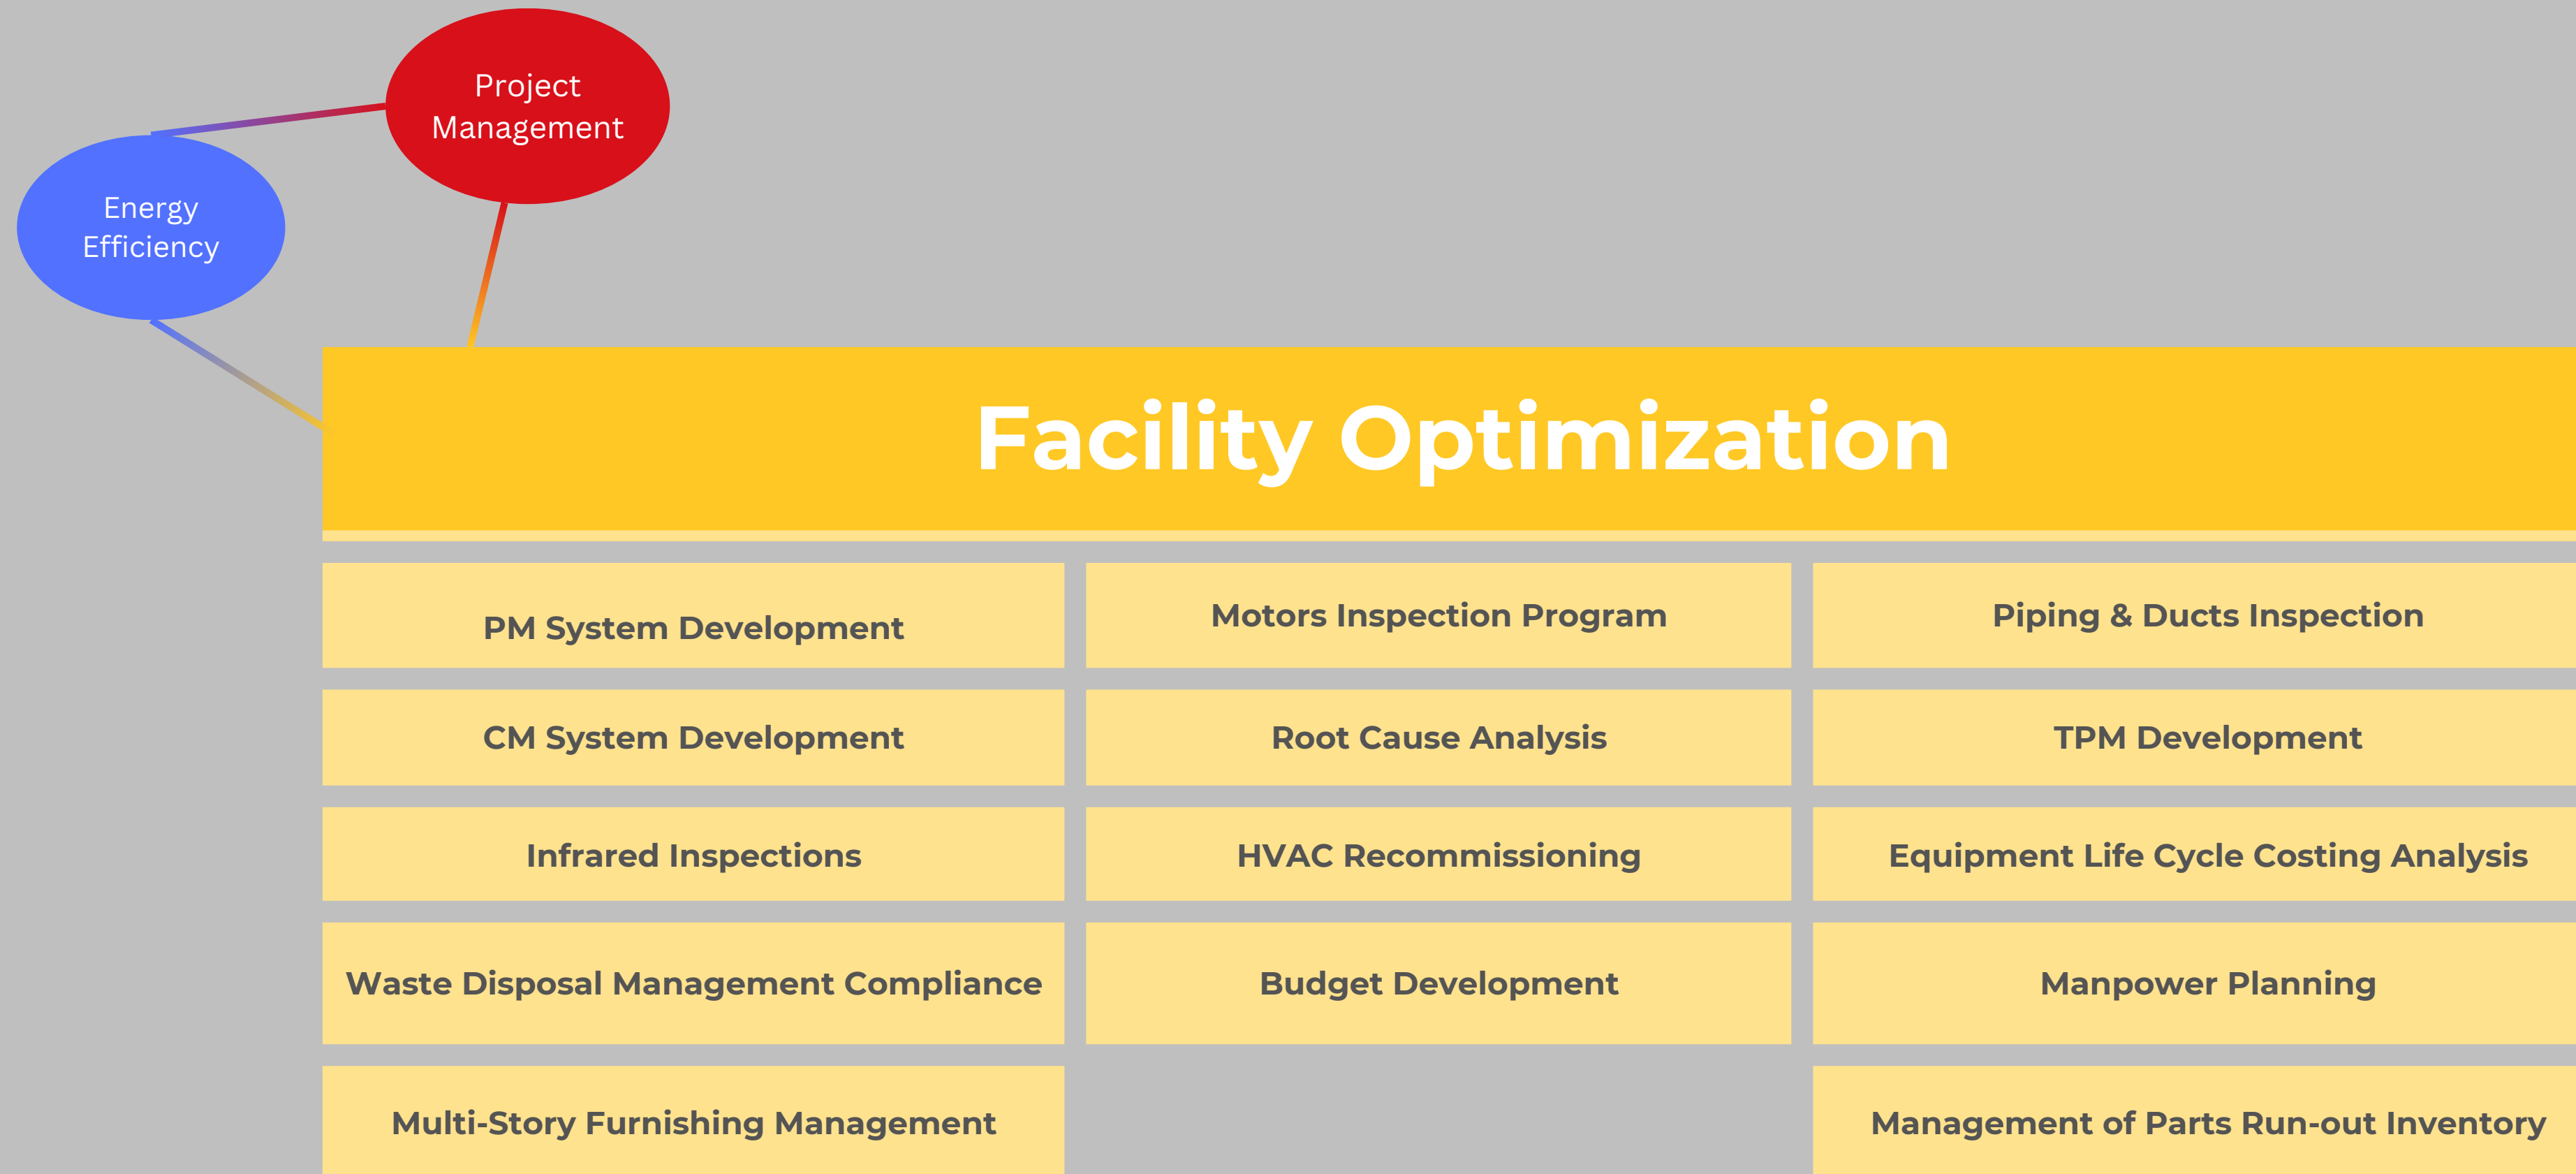 Project
Management
Energy
Efficiency
Facility Optimization
PM System Development
Motors Inspection Program
Piping & Ducts Inspection
CM System Development
Root Cause Analysis
TPM Development
Infrared Inspections
HVAC Recommissioning
Equipment Life Cycle Costing Analysis
Waste Disposal Management Compliance
Budget Development
Manpower Planning
Multi-Story Furnishing Management
Management of Parts Run-out Inventory